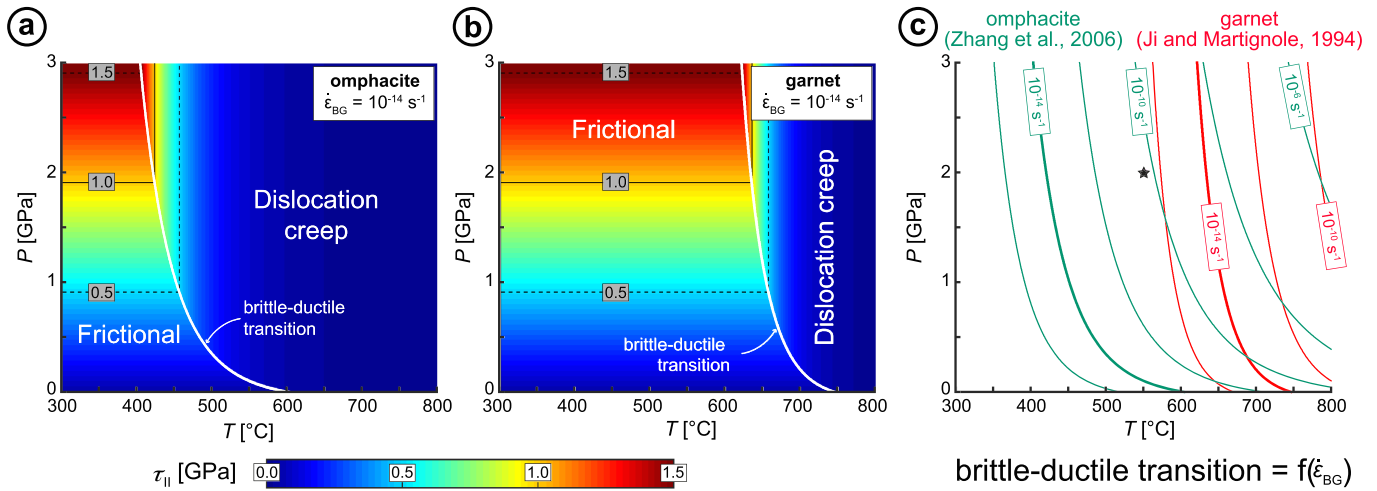 a
omphacite
ε̇BG = 10-14 s-1
1.5
1.0
0.5
Frictional
Dislocation
creep
brittle-ductile
transition
P [GPa]
3
2
1
0
300 400 500 600 700 800
T [°C]
b
garnet
ε̇BG = 10-14 s-1
1.5
Frictional
1.0
0.5
Dislocation creep
brittle-ductile
transition
P [GPa]
3
2
1
0
300 400 500 600 700 800
T [°C]
τII [GPa]
0.0 0.5 1.0 1.5
c
omphacite
(Zhang et al., 2006)
garnet
(Ji and Martignole, 1994)
10-14 s-1
10-10 s-1
10-6 s-1
10-14 s-1
10-10 s-1
P [GPa]
3
2
1
0
300 400 500 600 700 800
T [°C]
brittle-ductile transition = f(ε̇BG)